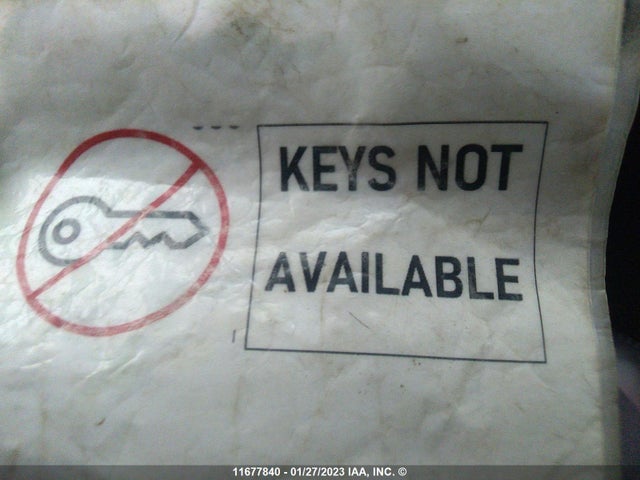 KEYS NOT
AVAILABLE
11677840 - 01/27/2023 IAA, INC. ©